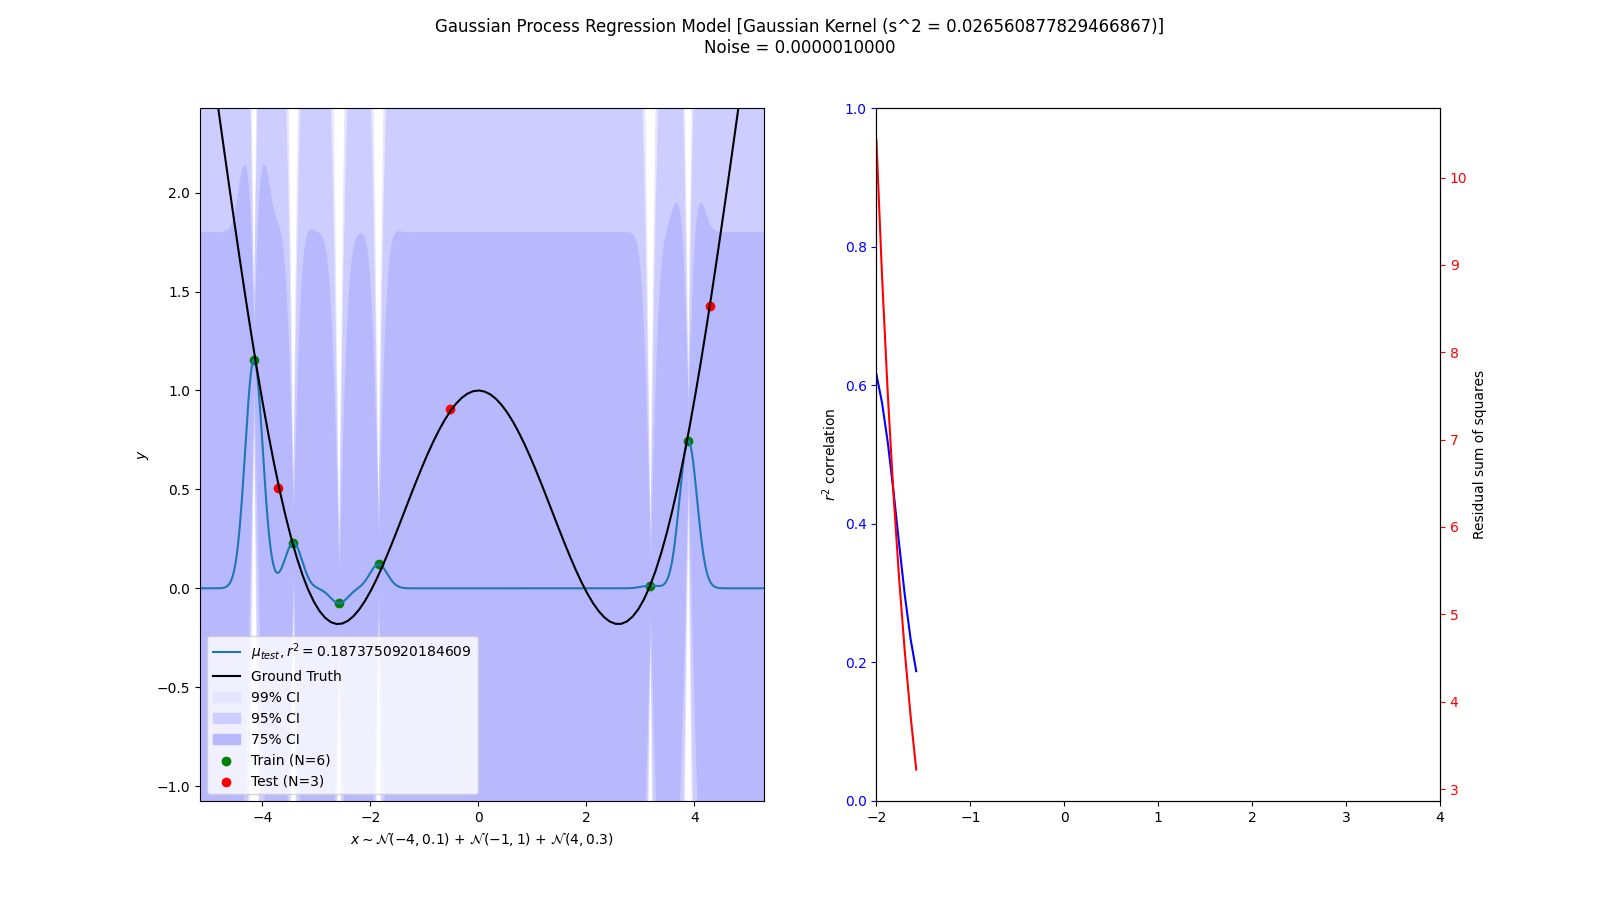 Gaussian Process Regression Model [Gaussian Kernel (s^2 = 0.026560877829466867)]
Noise = 0.0000010000
y
2.0
1.5
1.0
0.5
0.0
−0.5
−1.0
−4
−2
0
2
4
x ∼ 𝒩(−4, 0.1) + 𝒩(−1, 1) + 𝒩(4, 0.3)
μ_test, r² = 0.1873750920184609
Ground Truth
99% CI
95% CI
75% CI
Train (N=6)
Test (N=3)
r² correlation
1.0
0.8
0.6
0.4
0.2
0.0
−2
−1
0
1
2
3
4
10
9
8
7
6
5
4
3
Residual sum of squares